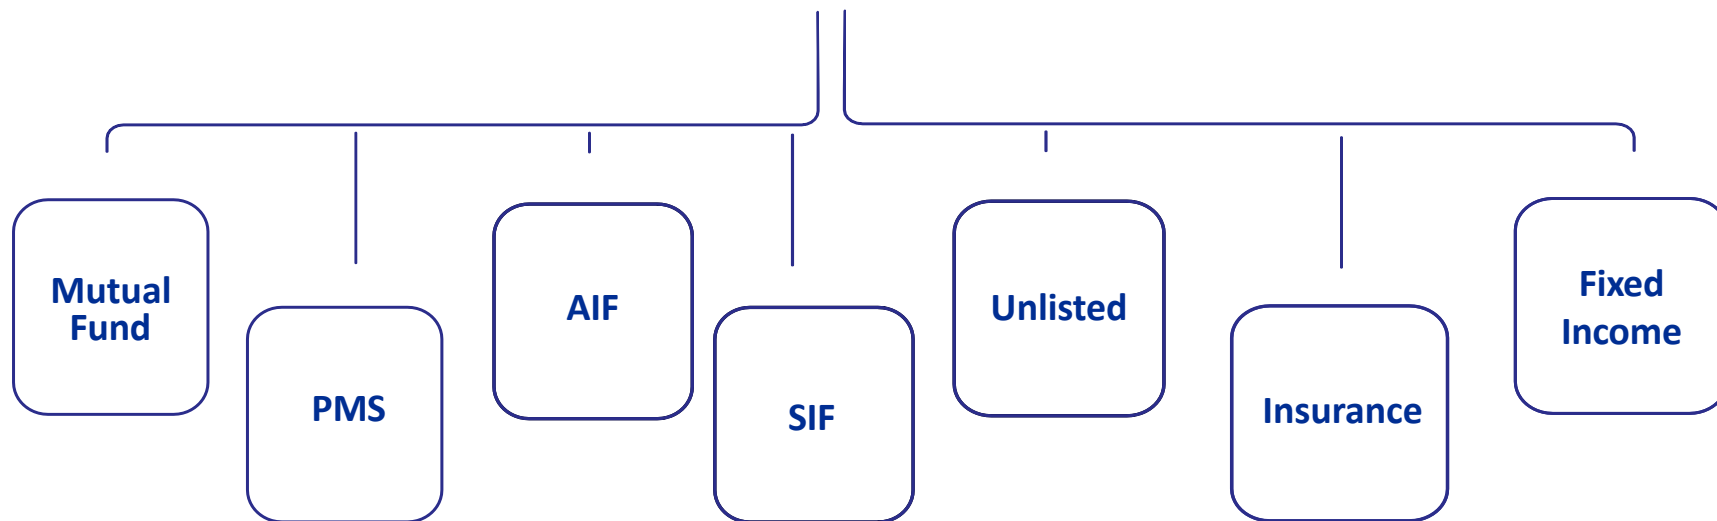 Mutual
Fund
PMS
AIF
SIF
Unlisted
Insurance
Fixed
Income